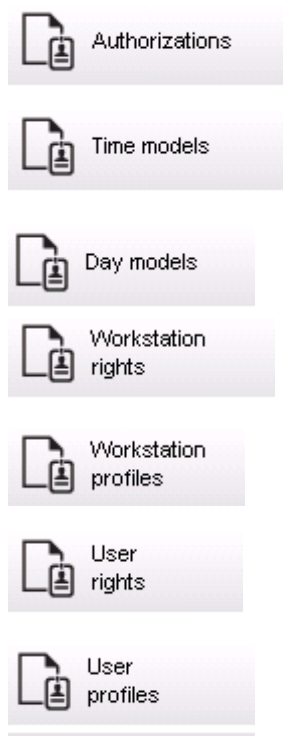 Authorizations
Time models
Day models
Workstation
rights
Workstation
profiles
User
rights
User
profiles